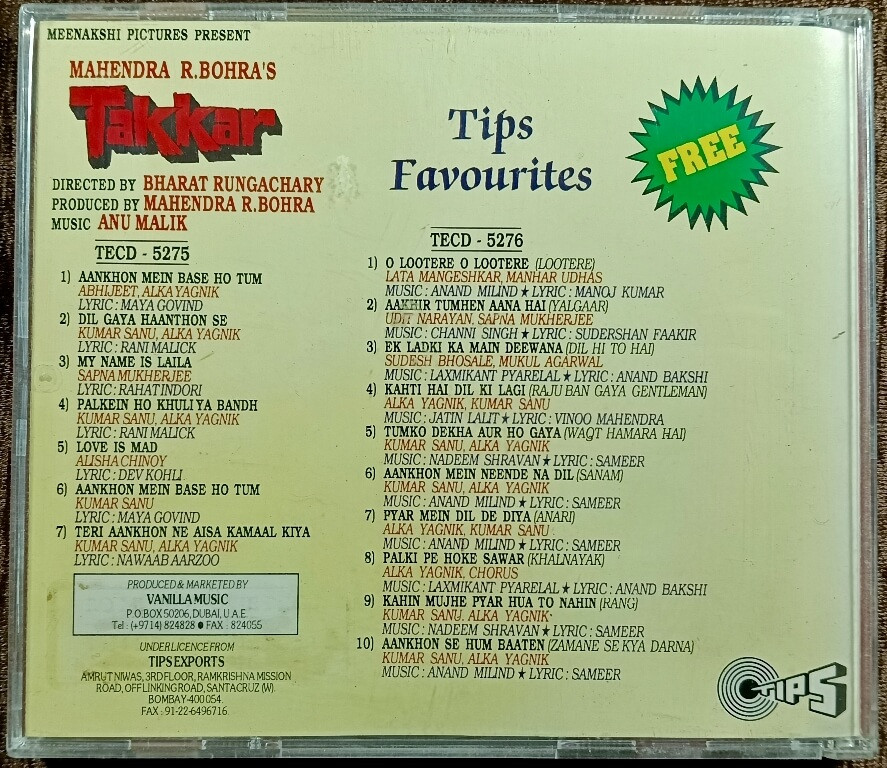 MEENAKSHI PICTURES PRESENT
MAHENDRA R.BOHRA'S
Takkar
DIRECTED BY BHARAT RUNGACHARY
PRODUCED BY MAHENDRA R.BOHRA
MUSIC ANU MALIK
TECD - 5275
1) AANKHON MEIN BASE HO TUM
ABHIJEET, ALKA YAGNIK
LYRIC : MAYA GOVIND
2) DIL GAYA HAANTHON SE
KUMAR SANU, ALKA YAGNIK
LYRIC : RANI MALICK
3) MY NAME IS LAILA
SAPNA MUKHERJEE
LYRIC : RAHAT INDORI
4) PALKEIN HO KHULI YA BANDH
KUMAR SANU, ALKA YAGNIK
LYRIC : RANI MALICK
5) LOVE IS MAD
ALISHA CHINOY
LYRIC : DEV KOHLI
6) AANKHON MEIN BASE HO TUM
KUMAR SANU
LYRIC : MAYA GOVIND
7) TERI AANKHON NE AISA KAMAAL KIYA
KUMAR SANU, ALKA YAGNIK
LYRIC : NAWAAB AARZOO
PRODUCED & MARKETED BY
VANILLA MUSIC
P.O.BOX 50206, DUBAI, U.A.E.
Tel : (+9714) 824828 ● FAX : 824055
UNDER LICENCE FROM
TIPS EXPORTS
AMRUT NIWAS, 3RD FLOOR, RAMKRISHNA MISSION
ROAD, OFF LINKING ROAD, SANTACRUZ (W).
BOMBAY-400 054.
FAX : 91-22-6496716.
Tips
Favourites
FREE
TECD - 5276
1) O LOOTERE O LOOTERE (LOOTERE)
LATA MANGESHKAR, MANHAR UDHAS
MUSIC : ANAND MILIND ★ LYRIC : MANOJ KUMAR
2) AAKHIR TUMHEN AANA HAI (YALGAAR)
UDIT NARAYAN, SAPNA MUKHERJEE
MUSIC : CHANNI SINGH ★ LYRIC : SUDERSHAN FAAKIR
3) EK LADKI KA MAIN DEEWANA (DIL HI TO HAI)
SUDESH BHOSALE, MUKUL AGARWAL
MUSIC : LAXMIKANT PYARELAL ★ LYRIC : ANAND BAKSHI
4) KAHTI HAI DIL KI LAGI (RAJU BAN GAYA GENTLEMAN)
ALKA YAGNIK, KUMAR SANU
MUSIC : JATIN LALIT ★ LYRIC : VINOO MAHENDRA
5) TUMKO DEKHA AUR HO GAYA (WAQT HAMARA HAI)
KUMAR SANU, ALKA YAGNIK
MUSIC : NADEEM SHRAVAN ★ LYRIC : SAMEER
6) AANKHON MEIN NEENDE NA DIL (SANAM)
KUMAR SANU, ALKA YAGNIK
MUSIC : ANAND MILIND ★ LYRIC : SAMEER
7) PYAR MEIN DIL DE DIYA (ANARI)
ALKA YAGNIK, KUMAR SANU
MUSIC : ANAND MILIND ★ LYRIC : SAMEER
8) PALKI PE HOKE SAWAR (KHALNAYAK)
ALKA YAGNIK, CHORUS
MUSIC : LAXMIKANT PYARELAL ★ LYRIC : ANAND BAKSHI
9) KAHIN MUJHE PYAR HUA TO NAHIN (RANG)
KUMAR SANU, ALKA YAGNIK
MUSIC : NADEEM SHRAVAN ★ LYRIC : SAMEER
10) AANKHON SE HUM BAATEN (ZAMANE SE KYA DARNA)
KUMAR SANU, ALKA YAGNIK
MUSIC : ANAND MILIND ★ LYRIC : SAMEER
TIPS